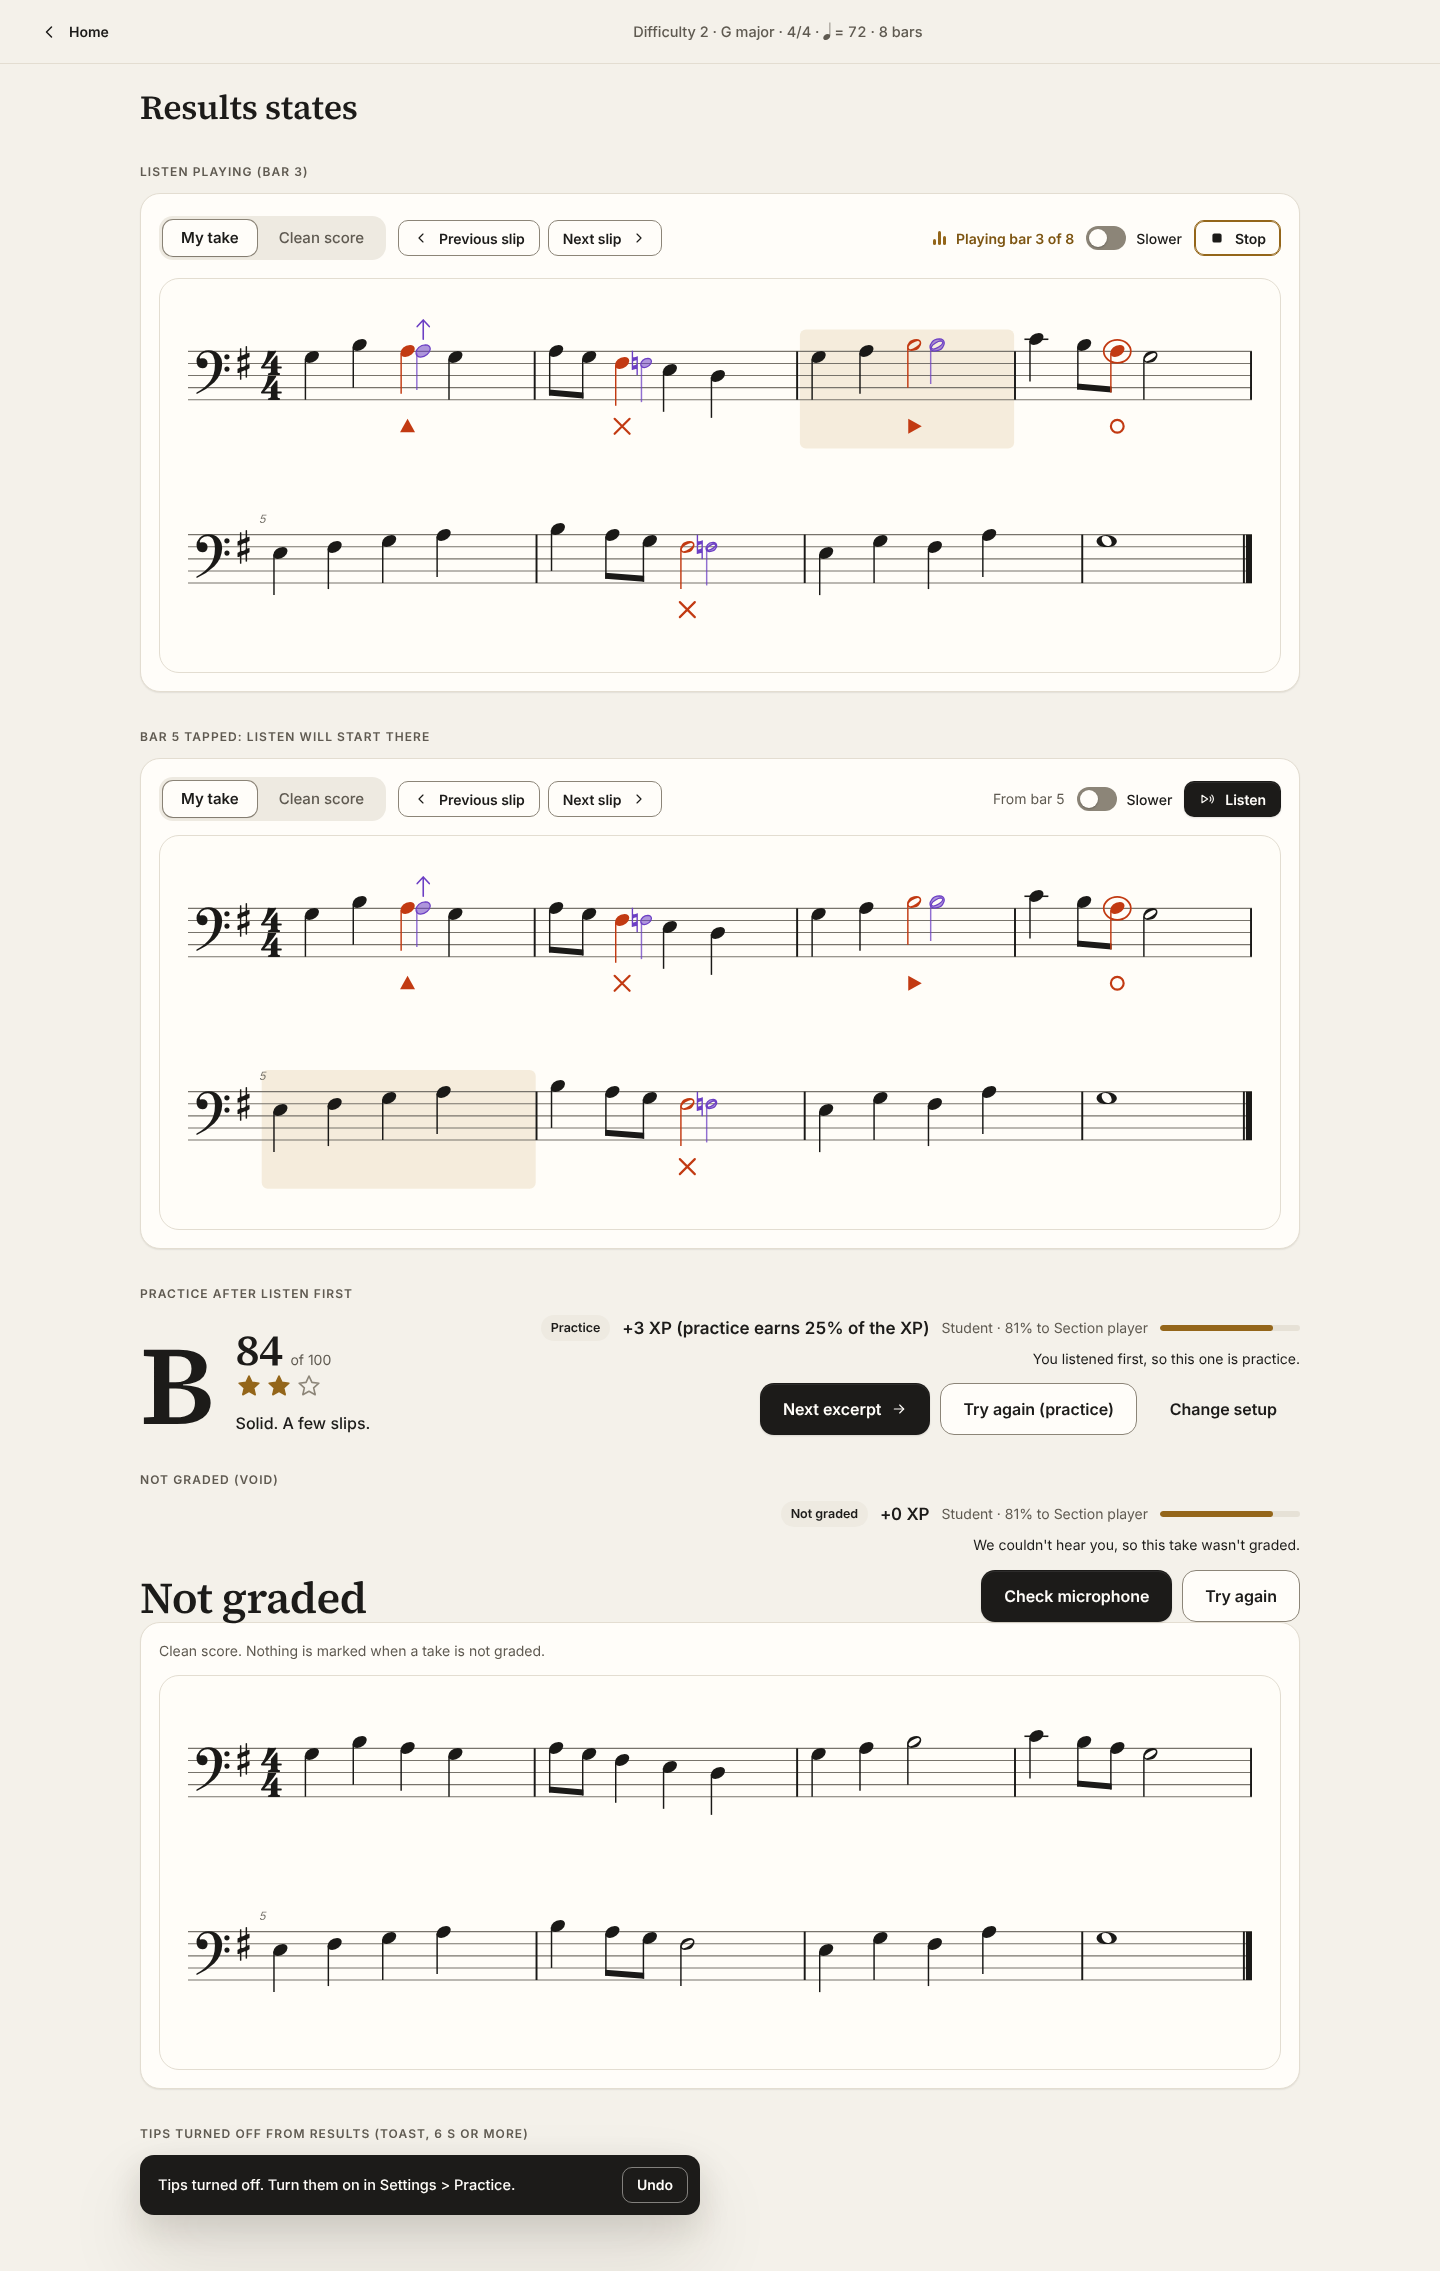 Home
Difficulty 2 · G major · 4/4 · ♩ = 72 · 8 bars
Results states
LISTEN PLAYING (BAR 3)
My take Clean score Previous slip Next slip Playing bar 3 of 8 Slower Stop
5
BAR 5 TAPPED: LISTEN WILL START THERE
My take Clean score Previous slip Next slip From bar 5 Slower Listen
5
PRACTICE AFTER LISTEN FIRST
B
84 of 100
Solid. A few slips.
Practice +3 XP (practice earns 25% of the XP) Student · 81% to Section player
You listened first, so this one is practice.
Next excerpt → Try again (practice) Change setup
NOT GRADED (VOID)
Not graded +0 XP Student · 81% to Section player
We couldn't hear you, so this take wasn't graded.
Not graded Check microphone Try again
Clean score. Nothing is marked when a take is not graded.
5
TIPS TURNED OFF FROM RESULTS (TOAST, 6 S OR MORE)
Tips turned off. Turn them on in Settings > Practice. Undo